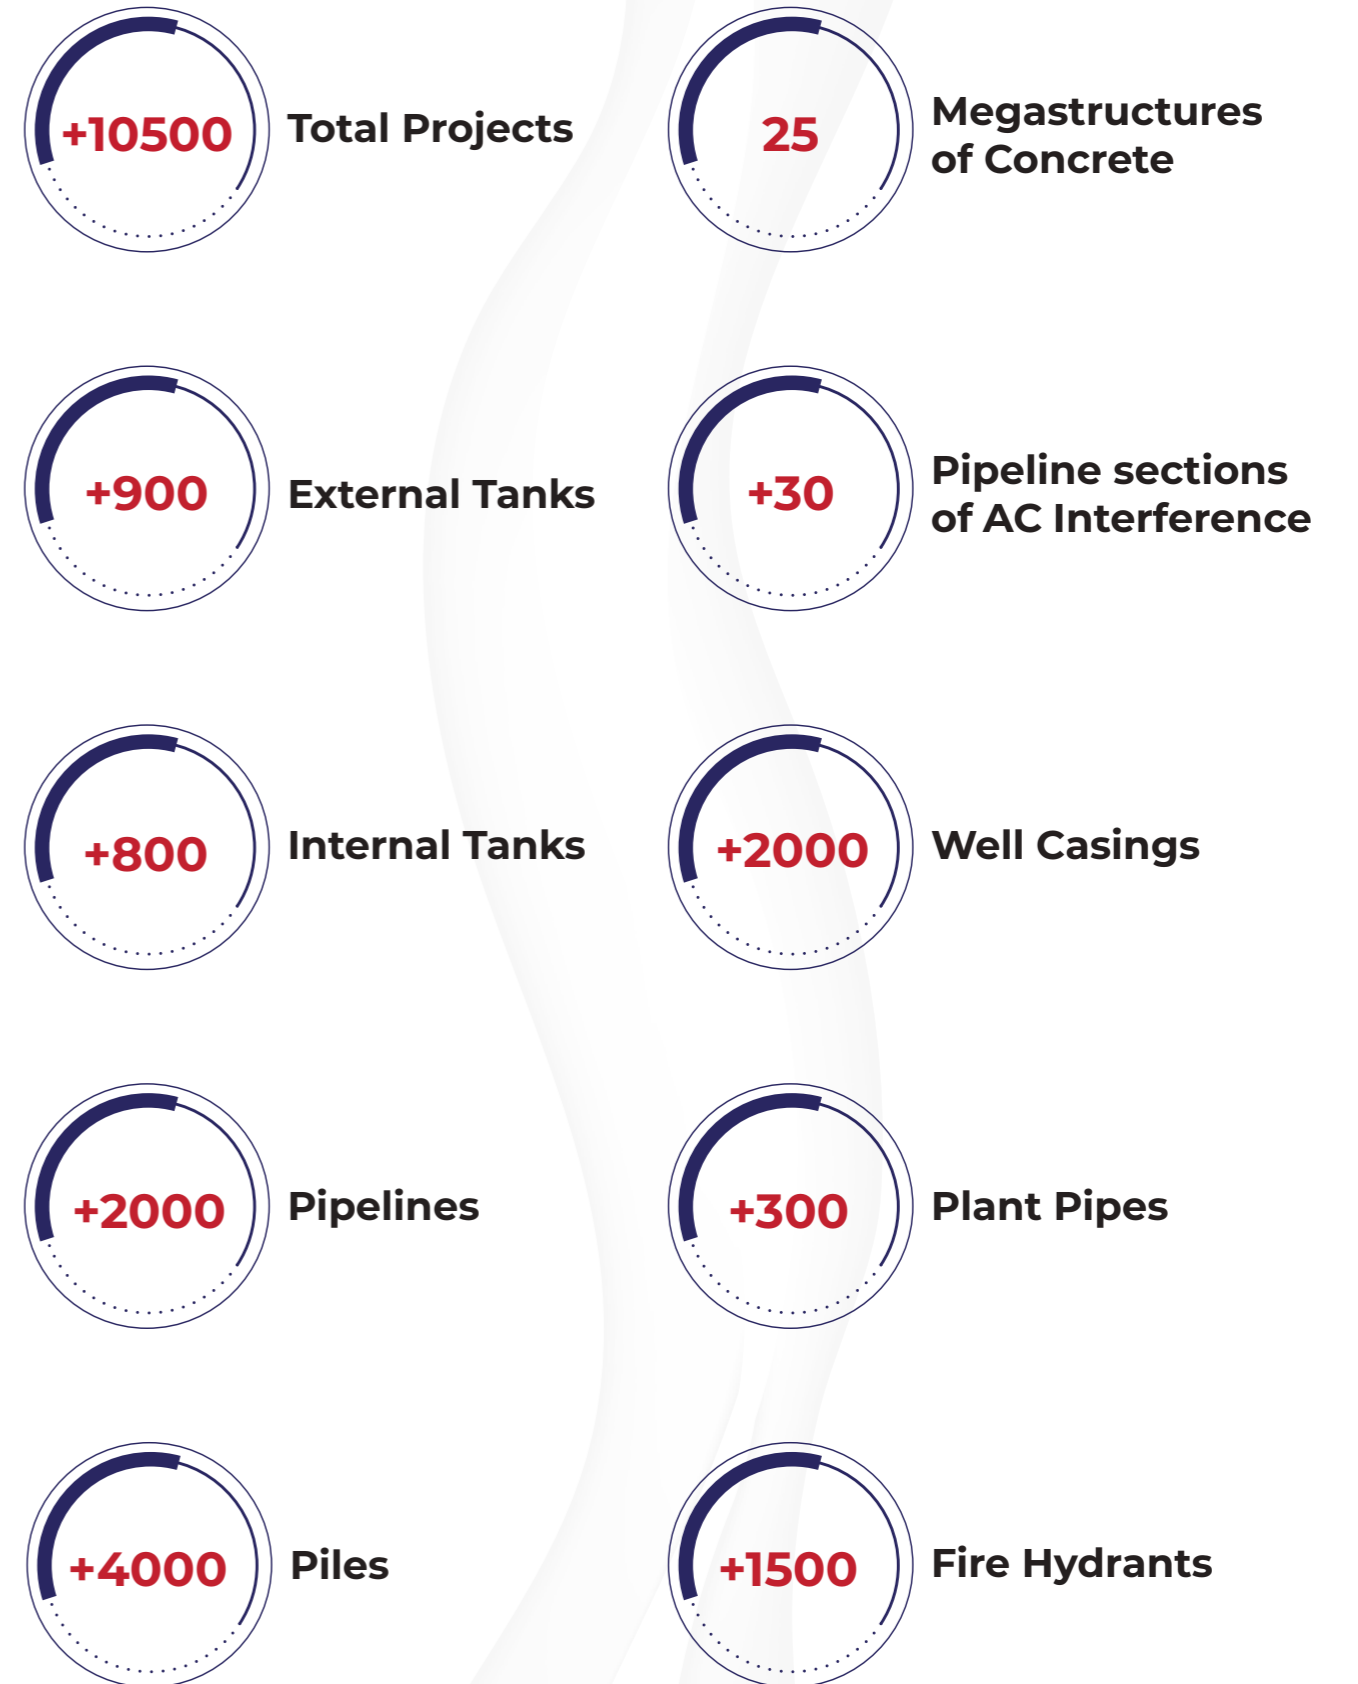 +10500
Total Projects
25
Megastructures
of Concrete
+900
External Tanks
+30
Pipeline sections
of AC Interference
+800
Internal Tanks
+2000
Well Casings
+2000
Pipelines
+300
Plant Pipes
+4000
Piles
+1500
Fire Hydrants